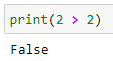 print(2 > 2)
False